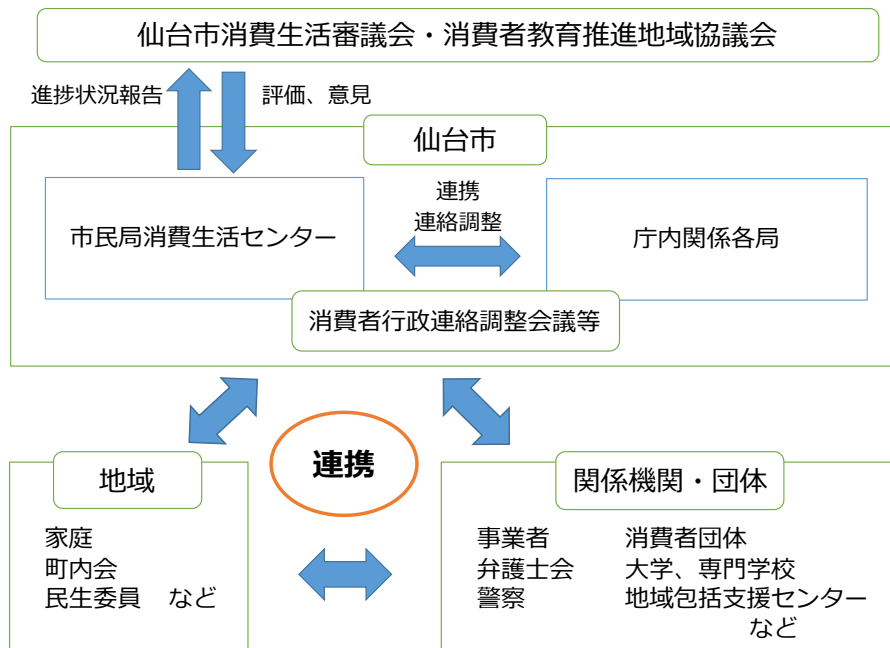 仙台市消費生活審議会・消費者教育推進地域協議会
進捗状況報告
評価、意見
仙台市
市民局消費生活センター
連携
連絡調整
庁内関係各局
消費者行政連絡調整会議等
連携
地域
家庭
町内会
民生委員 など
関係機関・団体
事業者 消費者団体
弁護士会 大学、専門学校
警察 地域包括支援センター
など